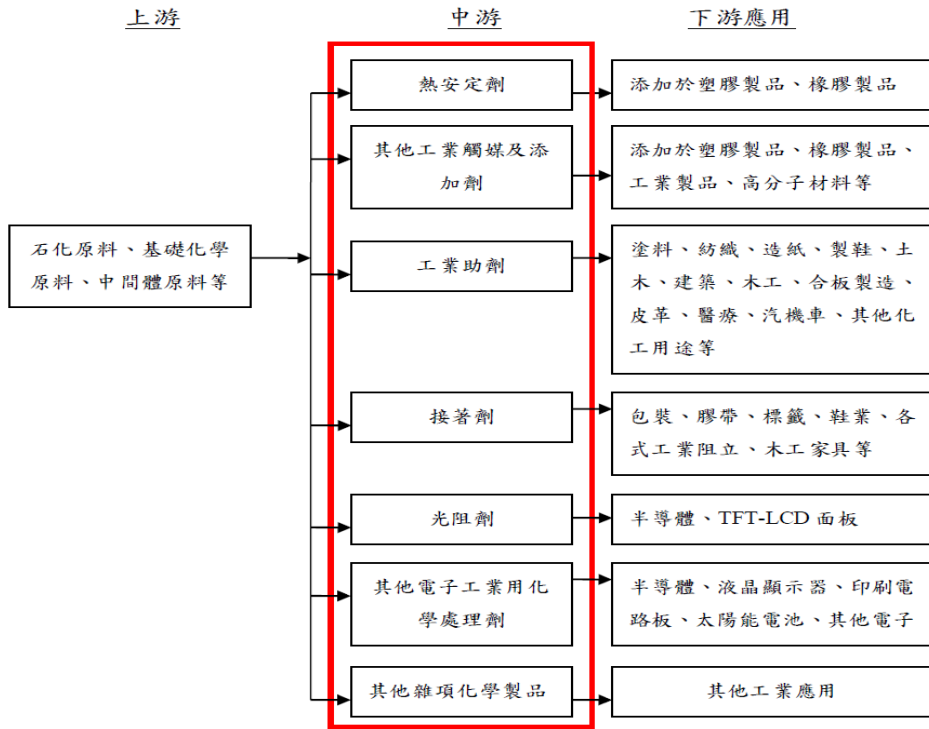 上游
中游
下游應用
石化原料、基礎化學
原料、中間體原料等
熱安定劑
添加於塑膠製品、橡膠製品
其他工業觸媒及添
加劑
添加於塑膠製品、橡膠製品、
工業製品、高分子材料等
工業助劑
塗料、紡織、造紙、製鞋、土
木、建築、木工、合板製造、
皮革、醫療、汽機車、其他化
工用途等
接著劑
包裝、膠帶、標籤、鞋業、各
式工業阻立、木工家具等
光阻劑
半導體、TFT-LCD 面板
其他電子工業用化
學處理劑
半導體、液晶顯示器、印刷電
路板、太陽能電池、其他電子
其他雜項化學製品
其他工業應用